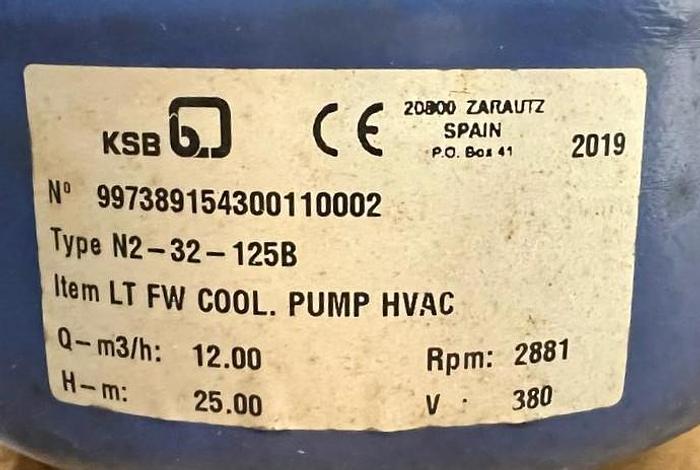 KSB b. CE 20800 ZARAUTZ
SPAIN
P.O. Box 41
2019
Nº 997389154300110002
Type N2-32-125B
Item LT FW COOL. PUMP HVAC
Q-m3/h: 12.00 Rpm: 2881
H-m: 25.00 V : 380